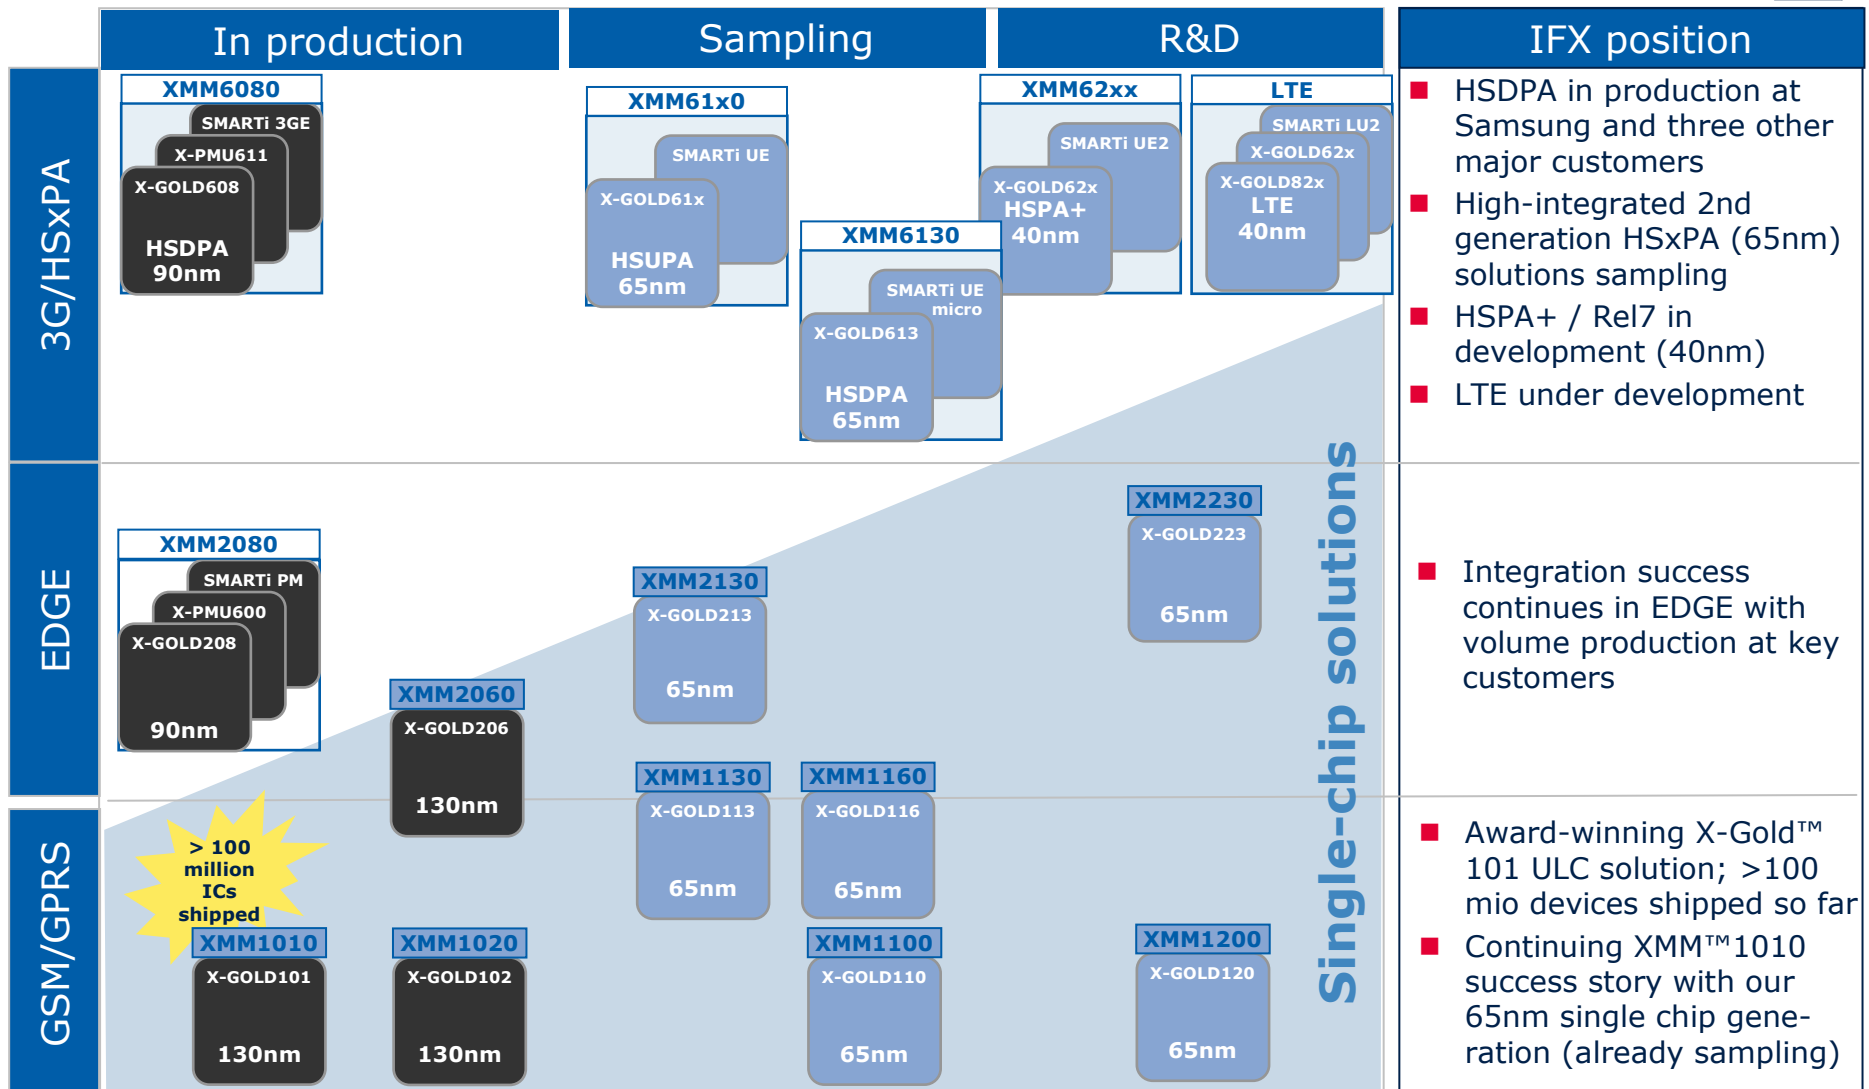 In production
Sampling
R&D
IFX position
3G/HSxPA
XMM6080
SMARTi 3GE
X-PMU611
X-GOLD608
HSDPA
90nm
XMM61x0
SMARTi UE
X-GOLD61x
HSUPA
65nm
XMM6130
SMARTi UE
micro
X-GOLD613
HSDPA
65nm
XMM62xx
SMARTi UE2
X-GOLD62x
HSPA+
40nm
LTE
SMARTi LU2
X-GOLD62x
X-GOLD82x
LTE
40nm
HSDPA in production at
Samsung and three other
major customers
High-integrated 2nd
generation HSxPA (65nm)
solutions sampling
HSPA+ / Rel7 in
development (40nm)
LTE under development
EDGE
XMM2080
SMARTi PM
X-PMU600
X-GOLD208
90nm
XMM2060
X-GOLD206
130nm
XMM2130
X-GOLD213
65nm
XMM2230
X-GOLD223
65nm
Single-chip solutions
Integration success
continues in EDGE with
volume production at key
customers
GSM/GPRS
> 100
million
ICs
shipped
XMM1010
X-GOLD101
130nm
XMM1020
X-GOLD102
130nm
XMM1130
X-GOLD113
65nm
XMM1160
X-GOLD116
65nm
XMM1100
X-GOLD110
65nm
XMM1200
X-GOLD120
65nm
Award-winning X-Gold™
101 ULC solution; >100
mio devices shipped so far
Continuing XMM™1010
success story with our
65nm single chip gene-
ration (already sampling)